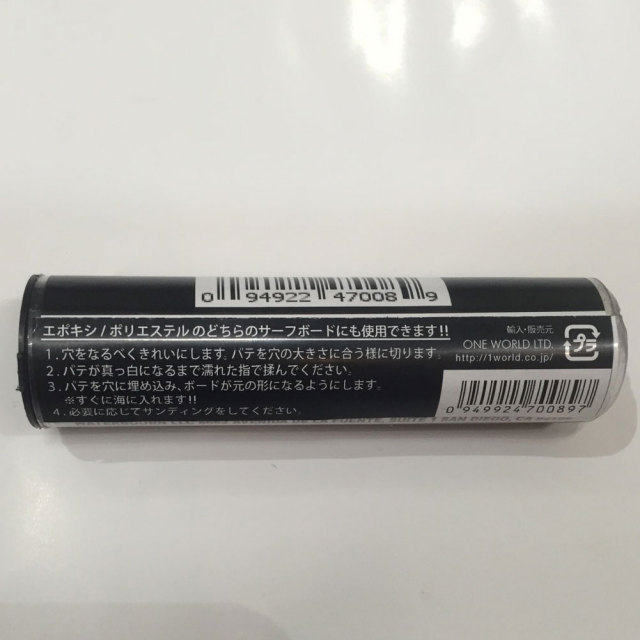 0 94922 47008 9
エポキシ / ポリエステル のどちらのサーフボードにも使用できます!!
1. 穴をなるべくきれいにします。パテを穴の大きさに合う様に切ります。
2. パテが真っ白になるまで濡れた指で揉んでください。
3. パテを穴に埋め込み、ボードが元の形になるようにします。
※すぐに海に入れます!!
4. 必要に応じてサンディングをしてください。
輸入・販売元
ONE WORLD LTD.
http://1world.co.jp/
プラ
0949924700897
FUENTE, SUITE SAN DIEGO, CA